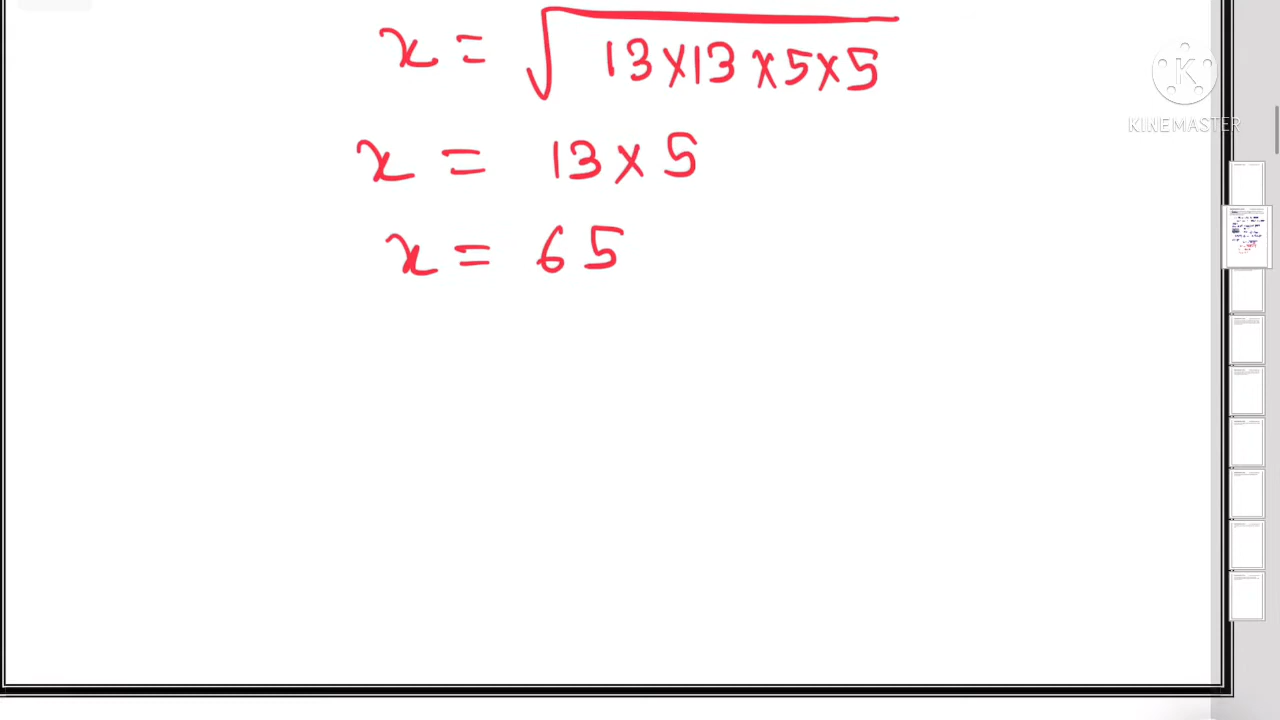 x = √13×13×5×5
K
KINEMASTER
x = 13×5
x = 65